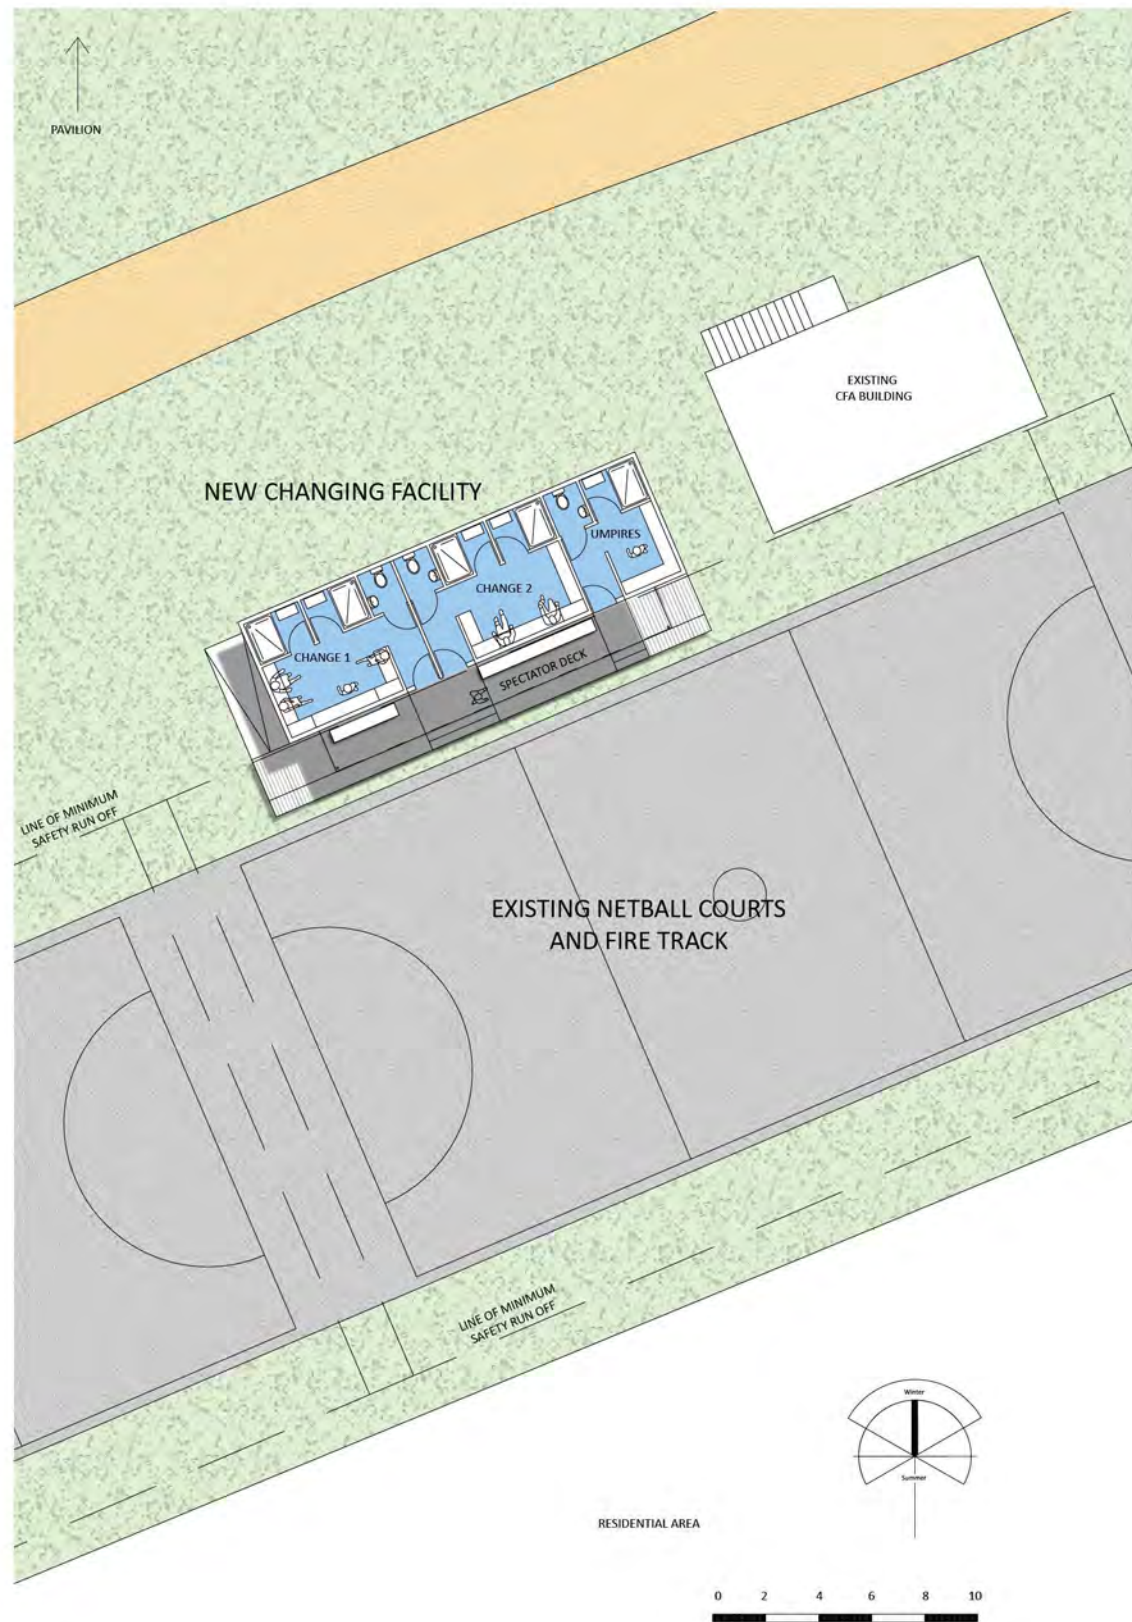 PAVILION
EXISTING
CFA BUILDING
NEW CHANGING FACILITY
UMPIRES
CHANGE 2
CHANGE 1
SPECTATOR DECK
LINE OF MINIMUM
SAFETY RUN OFF
EXISTING NETBALL COURTS
AND FIRE TRACK
LINE OF MINIMUM
SAFETY RUN OFF
Winter
Summer
RESIDENTIAL AREA
0 2 4 6 8 10